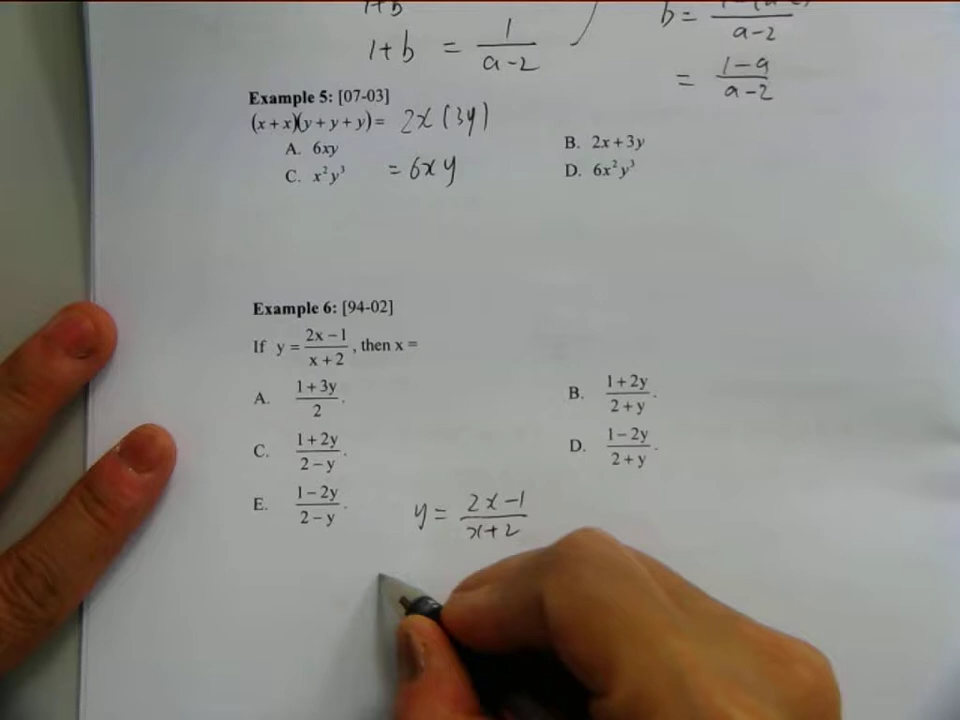 1+b
1+b = 1/(a-2)
b = 
a-2
= (1-a)/(a-2)
Example 5: [07-03]
(x+x)(y+y+y)= 2x(3y)
A. 6xy
B. 2x+3y
C. x²y³ = 6xy
D. 6x²y³
Example 6: [94-02]
If y = (2x-1)/(x+2), then x =
A. (1+3y)/2.
B. (1+2y)/(2+y).
C. (1+2y)/(2-y).
D. (1-2y)/(2+y).
E. (1-2y)/(2-y).
y = (2x-1)/(x+2)